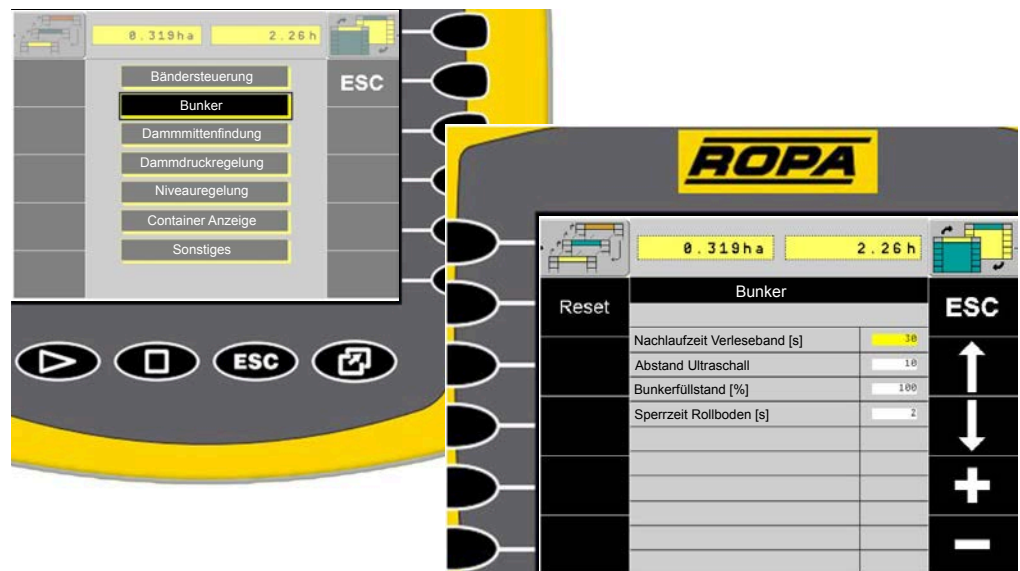 0.319ha 2.26h
Bändersteuerung
ESC
Bunker
Dammmittenfindung
Dammdruckregelung
Niveauregelung
Container Anzeige
Sonstiges
ESC
ROPA
0.319ha 2.26h
Bunker
Reset
ESC
Nachlaufzeit Verleseband [s] 30
Abstand Ultraschall 10
Bunkerfüllstand [%] 100
Sperrzeit Rollboden [s] 2